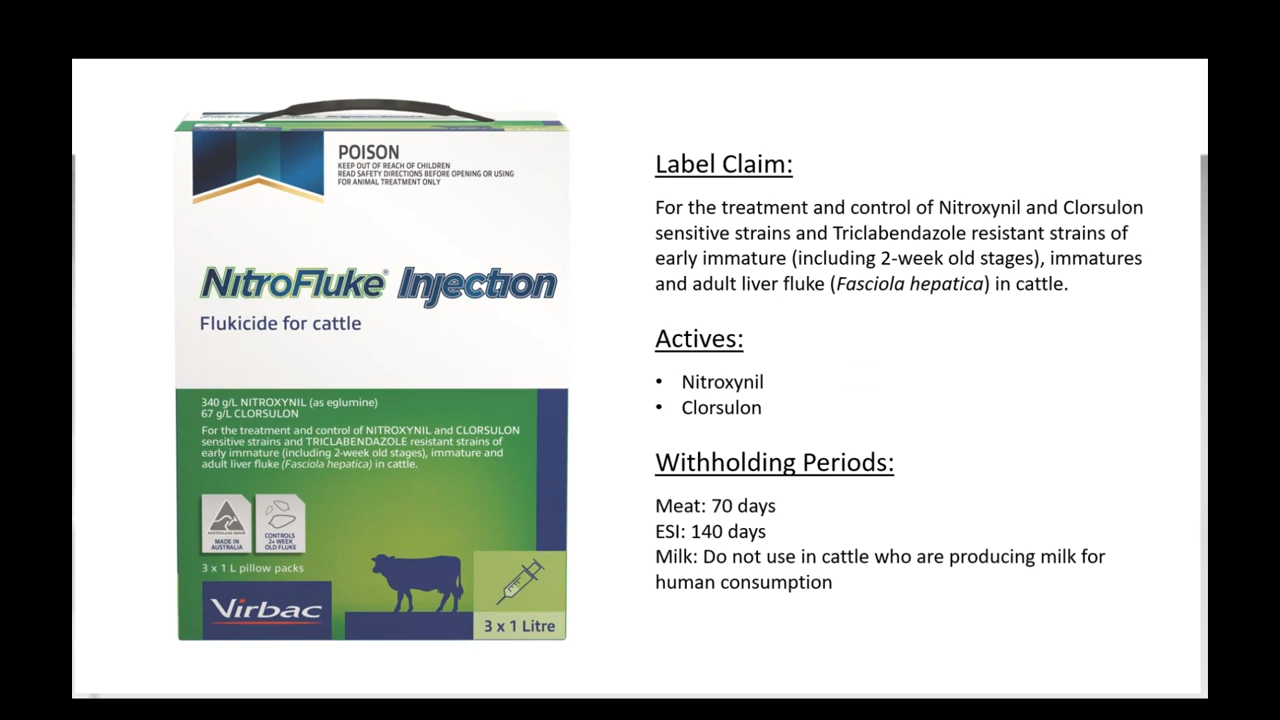 POISON
KEEP OUT OF REACH OF CHILDREN
READ SAFETY DIRECTIONS BEFORE OPENING OR USING
FOR ANIMAL TREATMENT ONLY
NitroFluke® Injection
Flukicide for cattle
340 g/L NITROXYNIL (as eglumine)
67 g/L CLORSULON
For the treatment and control of NITROXYNIL and CLORSULON
sensitive strains and TRICLABENDAZOLE resistant strains of
early immature (including 2-week old stages), immature and
adult liver fluke (Fasciola hepatica) in cattle.
AUSTRALIAN MADE
MADE IN
AUSTRALIA
CONTROLS
2+ WEEK
OLD FLUKE
3 x 1 L pillow packs
Virbac
3 x 1 Litre
Label Claim:
For the treatment and control of Nitroxynil and Clorsulon
sensitive strains and Triclabendazole resistant strains of
early immature (including 2-week old stages), immatures
and adult liver fluke (Fasciola hepatica) in cattle.
Actives:
• Nitroxynil
• Clorsulon
Withholding Periods:
Meat: 70 days
ESI: 140 days
Milk: Do not use in cattle who are producing milk for
human consumption